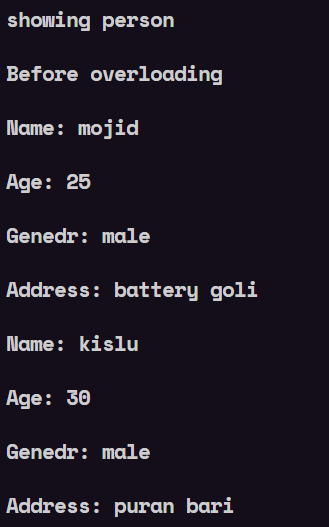 showing person
Before overloading
Name: mojid
Age: 25
Genedr: male
Address: battery goli
Name: kislu
Age: 30
Genedr: male
Address: puran bari